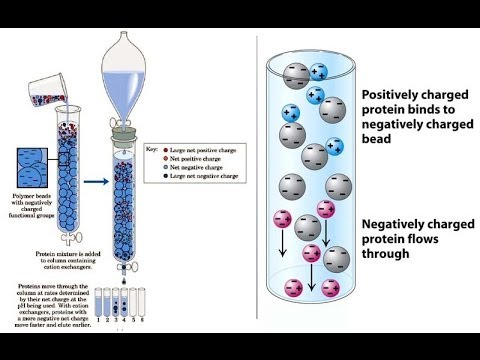 Key:
Large net positive charge
Net positive charge
Net negative charge
Large net negative charge
Polymer beads
with negatively
charged
functional groups
Protein mixture is added
to column containing
cation exchangers.
Proteins move through the
column at rates determined
by their net charge at the
pH being used. With cation
exchangers, proteins with
a more negative net charge
move faster and elute earlier.
1 2 3 4 5 6
Positively charged
protein binds to
negatively charged
bead
Negatively charged
protein flows
through